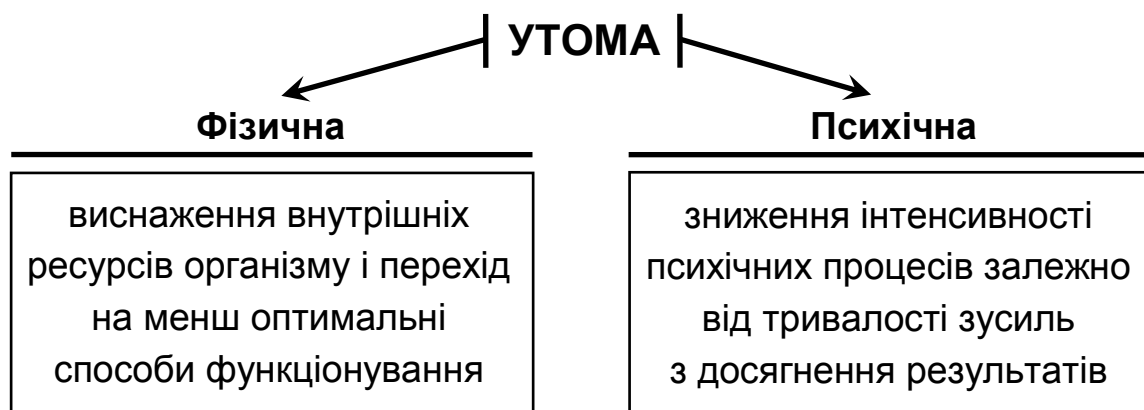 УТОМА
Фізична
виснаження внутрішніх
ресурсів організму і перехід
на менш оптимальні
способи функціонування
Психічна
зниження інтенсивності
психічних процесів залежно
від тривалості зусиль
з досягнення результатів